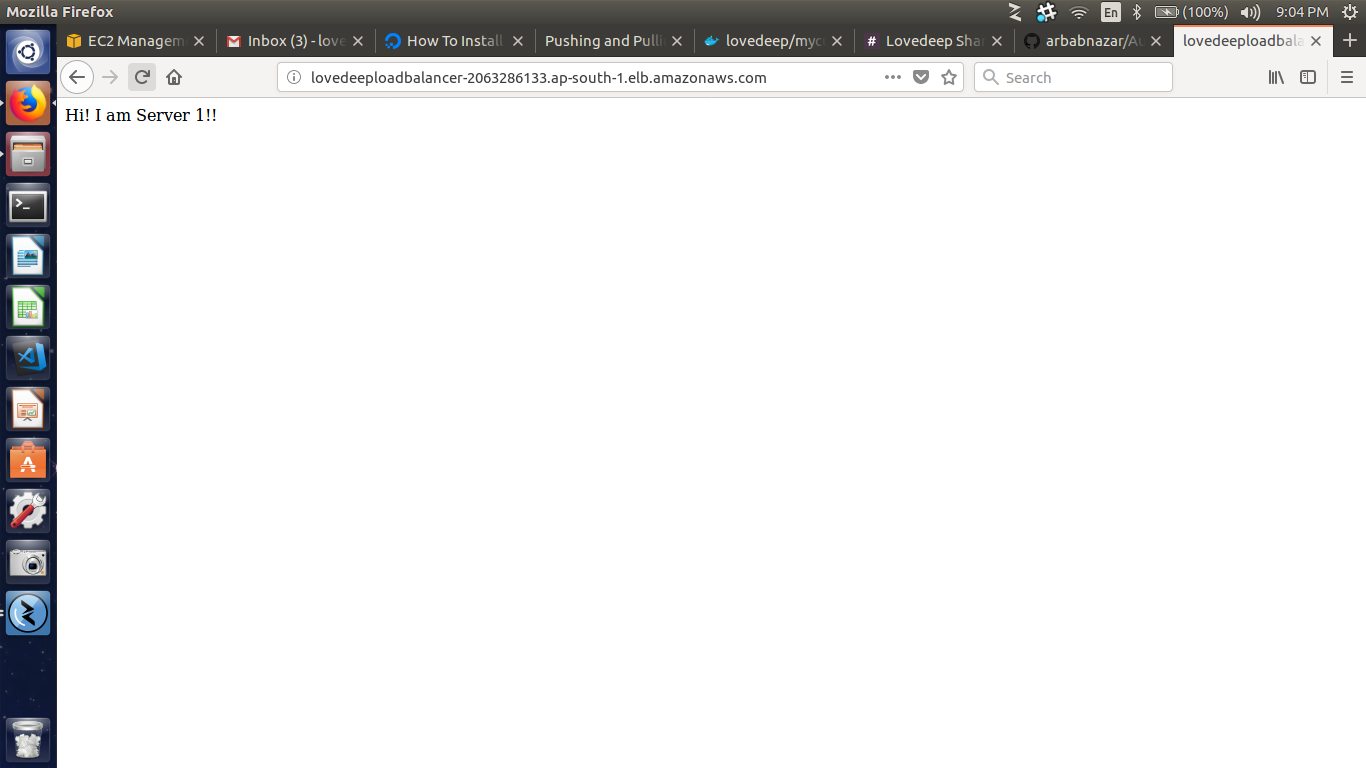 Mozilla Firefox
En
(100%)
9:04 PM
EC2 Managem
Inbox (3) - love
How To Install
Pushing and Pulli
lovedeep/myc
Lovedeep Shar
arbabnazar/Au
lovedeeploadbala
lovedeeploadbalancer-2063286133.ap-south-1.elb.amazonaws.com
Search
Hi! I am Server 1!!